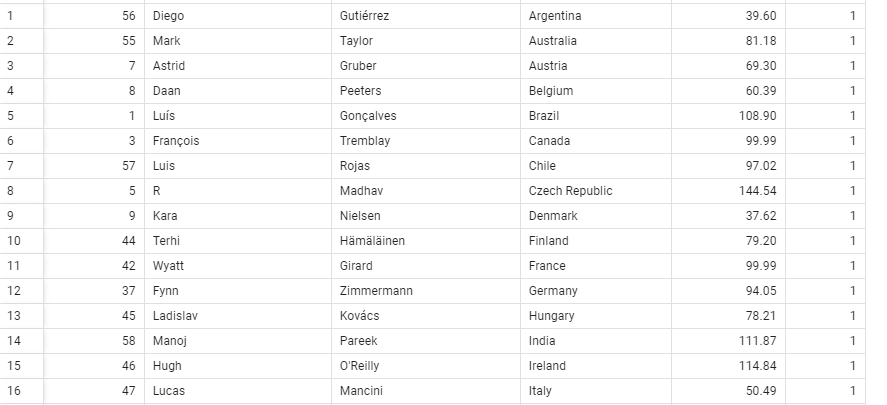 1 56 Diego Gutiérrez Argentina 39.60 1
2 55 Mark Taylor Australia 81.18 1
3 7 Astrid Gruber Austria 69.30 1
4 8 Daan Peeters Belgium 60.39 1
5 1 Luís Gonçalves Brazil 108.90 1
6 3 François Tremblay Canada 99.99 1
7 57 Luis Rojas Chile 97.02 1
8 5 R Madhav Czech Republic 144.54 1
9 9 Kara Nielsen Denmark 37.62 1
10 44 Terhi Hämäläinen Finland 79.20 1
11 42 Wyatt Girard France 99.99 1
12 37 Fynn Zimmermann Germany 94.05 1
13 45 Ladislav Kovács Hungary 78.21 1
14 58 Manoj Pareek India 111.87 1
15 46 Hugh O'Reilly Ireland 114.84 1
16 47 Lucas Mancini Italy 50.49 1